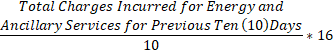 Total Charges Incurred for Energy and
Ancillary Services for Previous Ten (10)Days
10
* 16